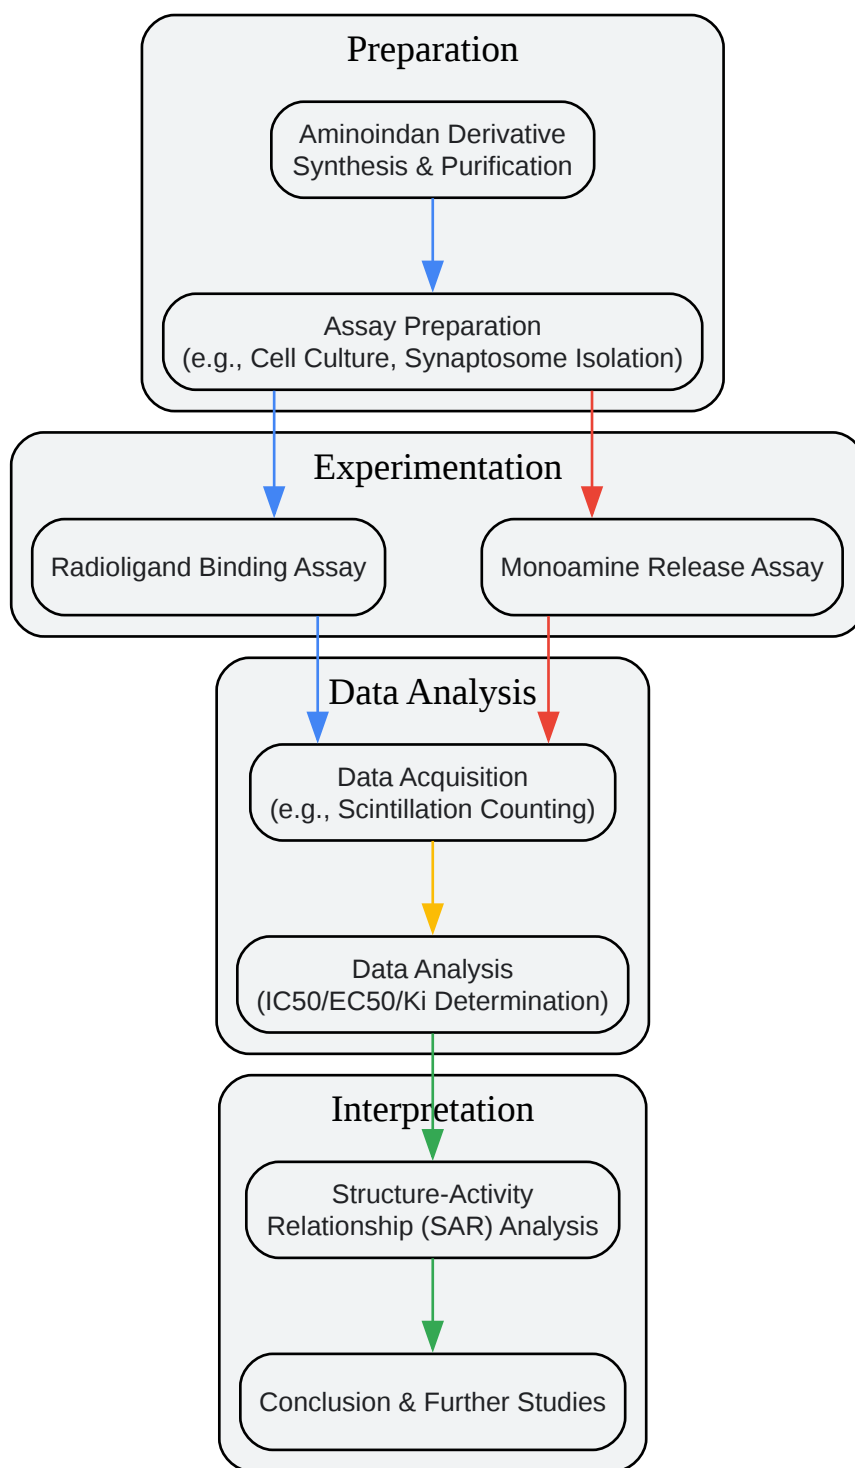 Preparation
Aminoindan Derivative
Synthesis & Purification
Assay Preparation
(e.g., Cell Culture, Synaptosome Isolation)
Experimentation
Radioligand Binding Assay
Monoamine Release Assay
Data Analysis
Data Acquisition
(e.g., Scintillation Counting)
Data Analysis
(IC50/EC50/Ki Determination)
Interpretation
Structure-Activity
Relationship (SAR) Analysis
Conclusion & Further Studies